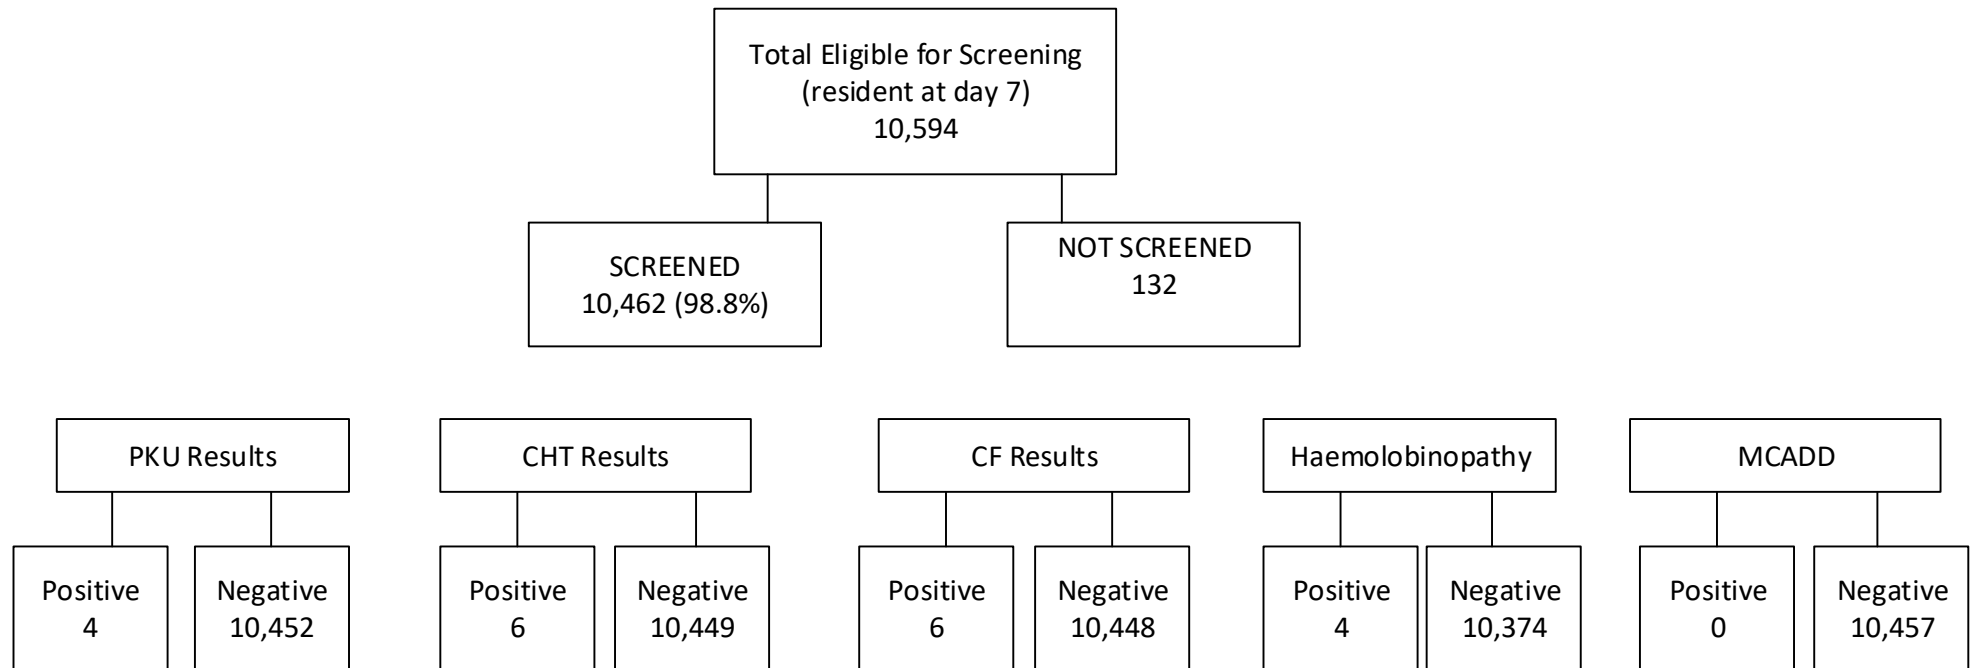 Total Eligible for Screening
(resident at day 7)
10,594
SCREENED
10,462 (98.8%)
NOT SCREENED
132
PKU Results
CHT Results
CF Results
Haemolobinopathy
MCADD
Positive
4
Negative
10,452
Positive
6
Negative
10,449
Positive
6
Negative
10,448
Positive
4
Negative
10,374
Positive
0
Negative
10,457